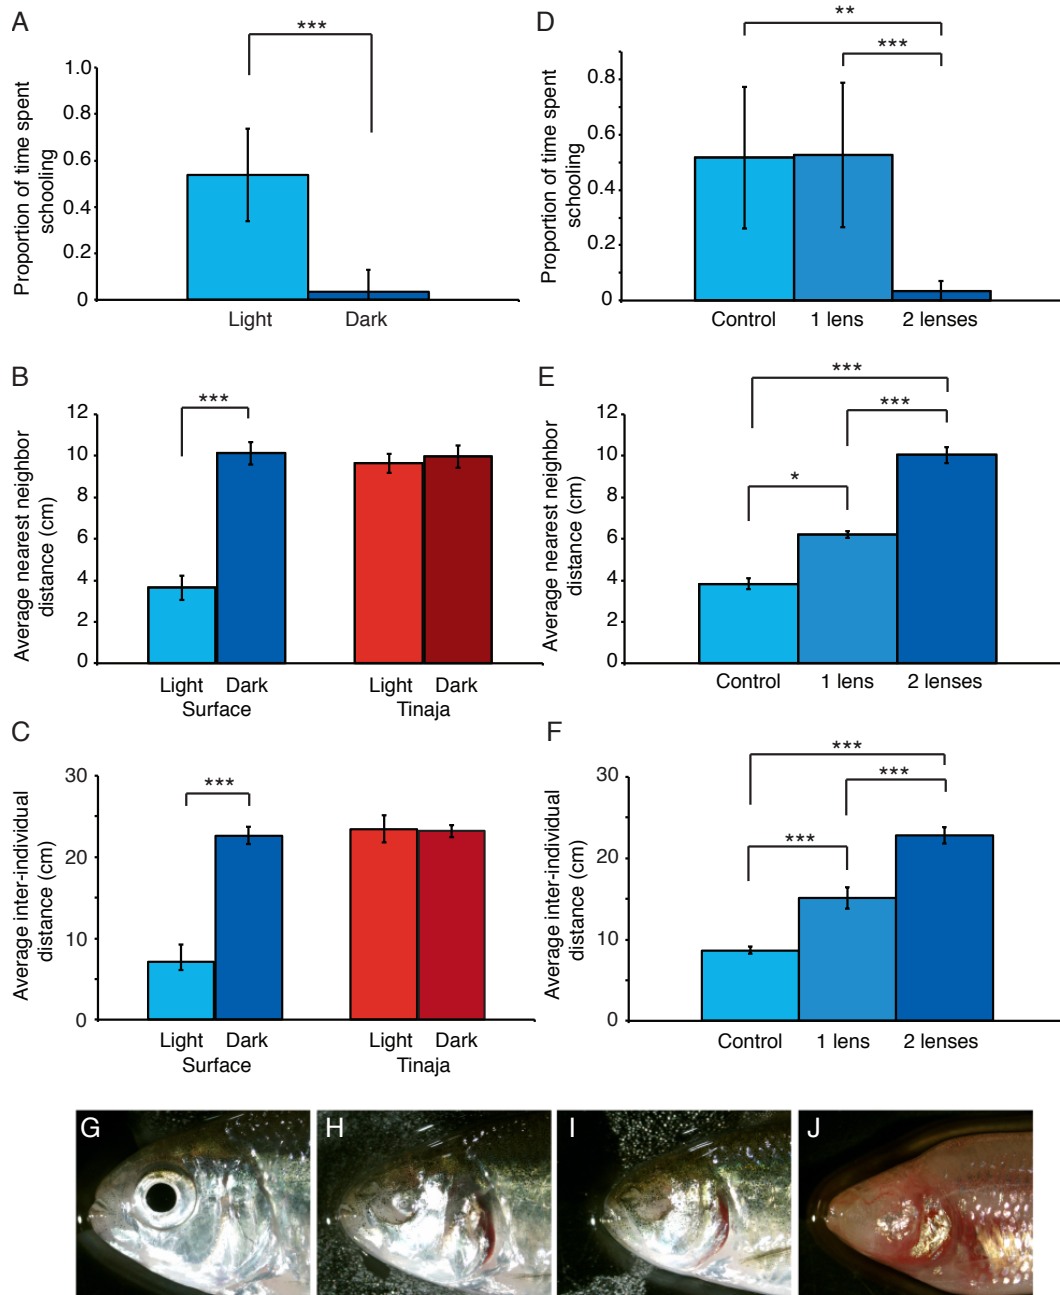 A
***
Proportion of time spent
schooling
1.0
0.8
0.6
0.4
0.2
0
Light
Dark
D
**
***
Proportion of time spent
schooling
0.8
0.6
0.4
0.2
0
Control
1 lens
2 lenses
B
***
Average nearest neighbor
distance (cm)
12
10
8
6
4
2
0
Light
Dark
Light
Dark
Surface
Tinaja
E
***
***
*
Average nearest neighbor
distance (cm)
12
10
8
6
4
2
0
Control
1 lens
2 lenses
C
***
Average inter-individual
distance (cm)
30
20
10
0
Light
Dark
Light
Dark
Surface
Tinaja
F
***
***
***
Average inter-individual
distance (cm)
30
20
10
0
Control
1 lens
2 lenses
G
H
I
J